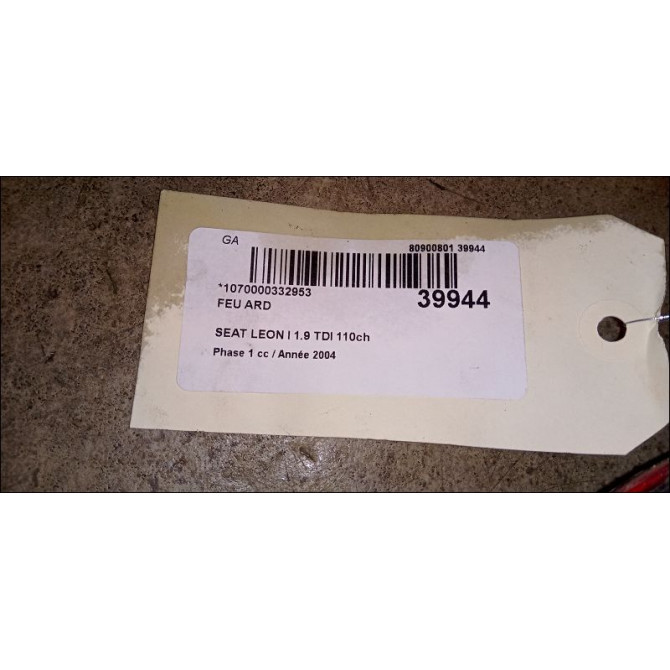 GA
80900801 39944
*1070000332953
39944
FEU ARD
SEAT LEON I 1.9 TDI 110ch
Phase 1 cc / Année 2004